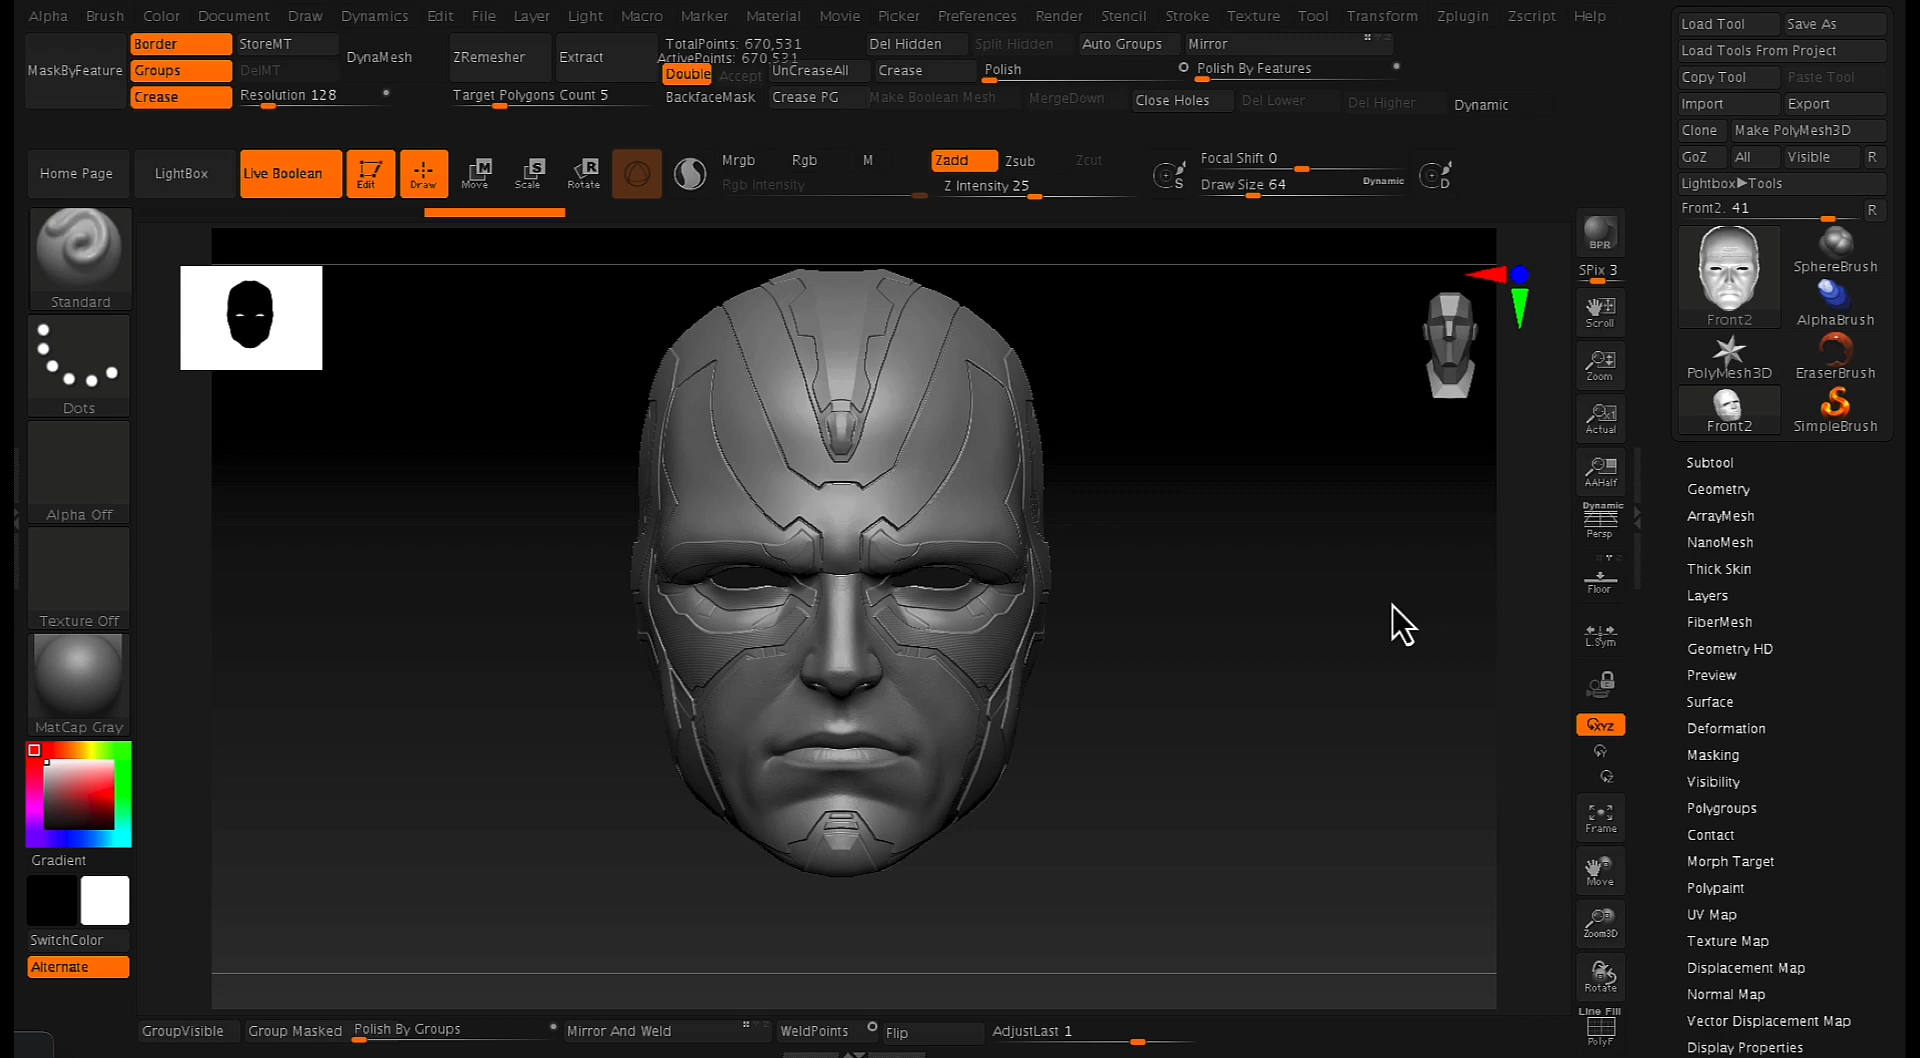 Alpha Brush Color Document Draw Dynamics Edit File Layer Light Macro Marker Material Movie Picker Preferences Render Stencil Stroke Texture Tool Transform Zplugin Zscript Help
MaskByFeature
Border
Groups
Crease
StoreMT
DelMT
Resolution 128
DynaMesh
ZRemesher
Extract
Target Polygons Count 5
TotalPoints: 670,531
ActivePoints: 670,531
Double Accept
BackfaceMask
Del Hidden Split Hidden Auto Groups Mirror
UnCreaseAll Crease Polish Polish By Features
Crease PG Make Boolean Mesh MergeDown Close Holes Del Lower Del Higher Dynamic
Home Page
LightBox
Live Boolean
Edit
Draw
Move
Scale
Rotate
Mrgb Rgb M
Rgb Intensity
Zadd Zsub Zcut
Z Intensity 25
S
Focal Shift 0
Draw Size 64
Dynamic
D
Standard
Dots
Alpha Off
Texture Off
MatCap Gray
Gradient
SwitchColor
Alternate
BPR
SPix 3
Scroll
Zoom
Actual
AAHalf
Dynamic
Persp
Floor
L.Sym
XYZ
Y
Z
Frame
Move
Zoom3D
Rotate
Line Fill
PolyF
GroupVisible Group Masked Polish By Groups Mirror And Weld WeldPoints Flip AdjustLast 1
Load Tool Save As
Load Tools From Project
Copy Tool Paste Tool
Import Export
Clone Make PolyMesh3D
GoZ All Visible R
Lightbox▶Tools
Front2. 41 R
Front2
SphereBrush
AlphaBrush
PolyMesh3D
EraserBrush
Front2
SimpleBrush
Subtool
Geometry
ArrayMesh
NanoMesh
Thick Skin
Layers
FiberMesh
Geometry HD
Preview
Surface
Deformation
Masking
Visibility
Polygroups
Contact
Morph Target
Polypaint
UV Map
Texture Map
Displacement Map
Normal Map
Vector Displacement Map
Display Properties